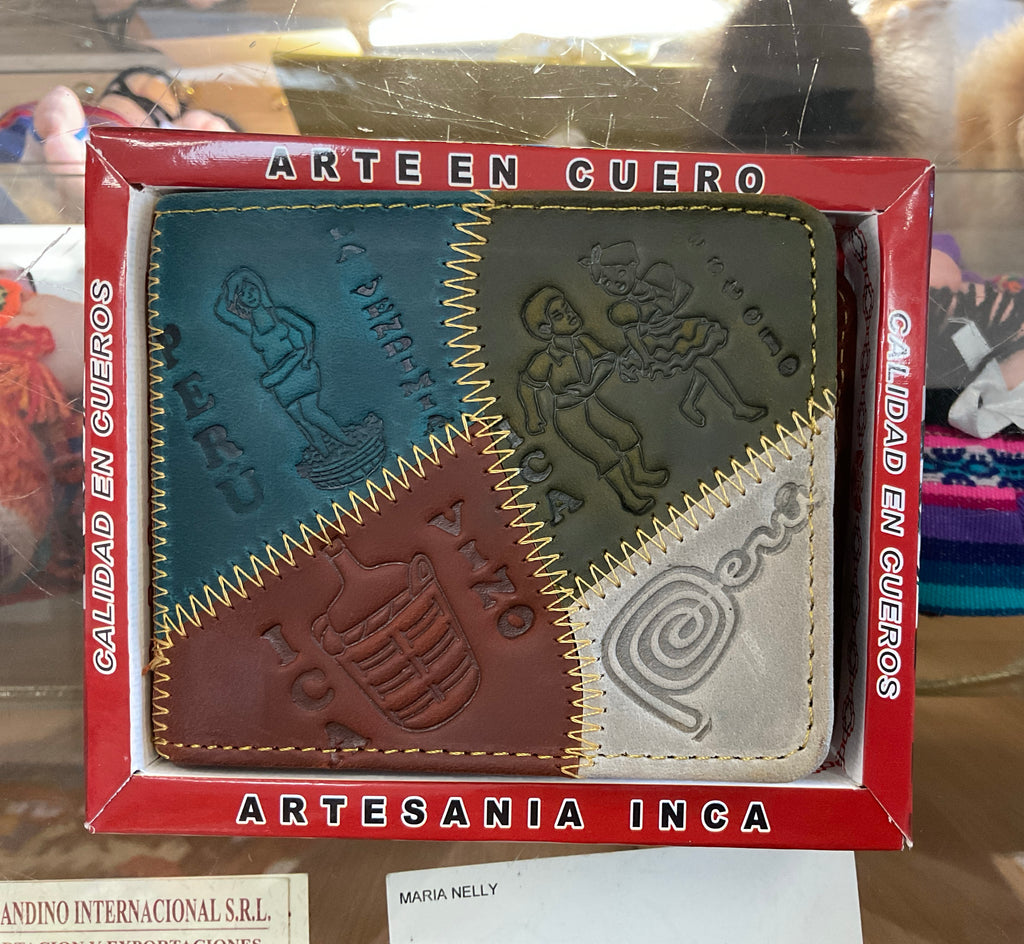 ARTE EN CUERO
CALIDAD EN CUEROS
LA VENDIMIA
PERU
ICA
VINO
ICA
Perú
CALIDAD EN CUEROS
ARTESANIA INCA
ANDINO INTERNACIONAL S.R.L.
MARIA NELLY